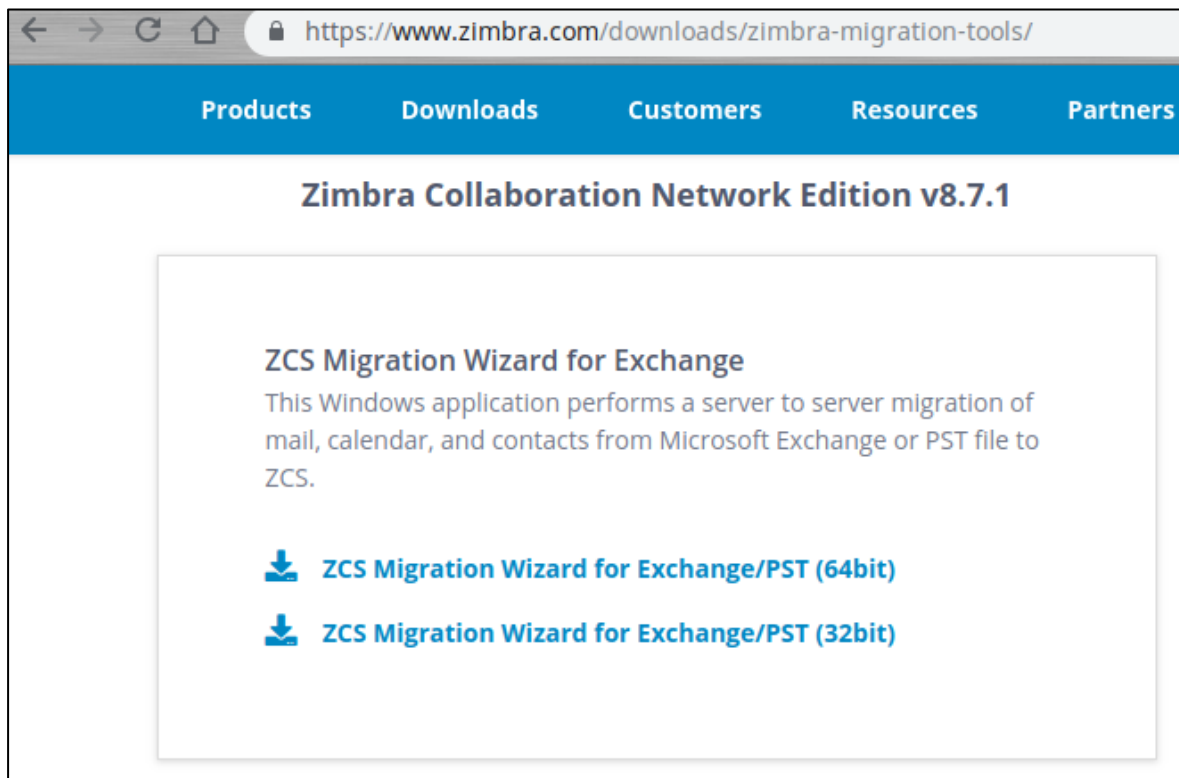 https://www.zimbra.com/downloads/zimbra-migration-tools/
Products Downloads Customers Resources Partners
Zimbra Collaboration Network Edition v8.7.1
ZCS Migration Wizard for Exchange
This Windows application performs a server to server migration of
mail, calendar, and contacts from Microsoft Exchange or PST file to
ZCS.
ZCS Migration Wizard for Exchange/PST (64bit)
ZCS Migration Wizard for Exchange/PST (32bit)